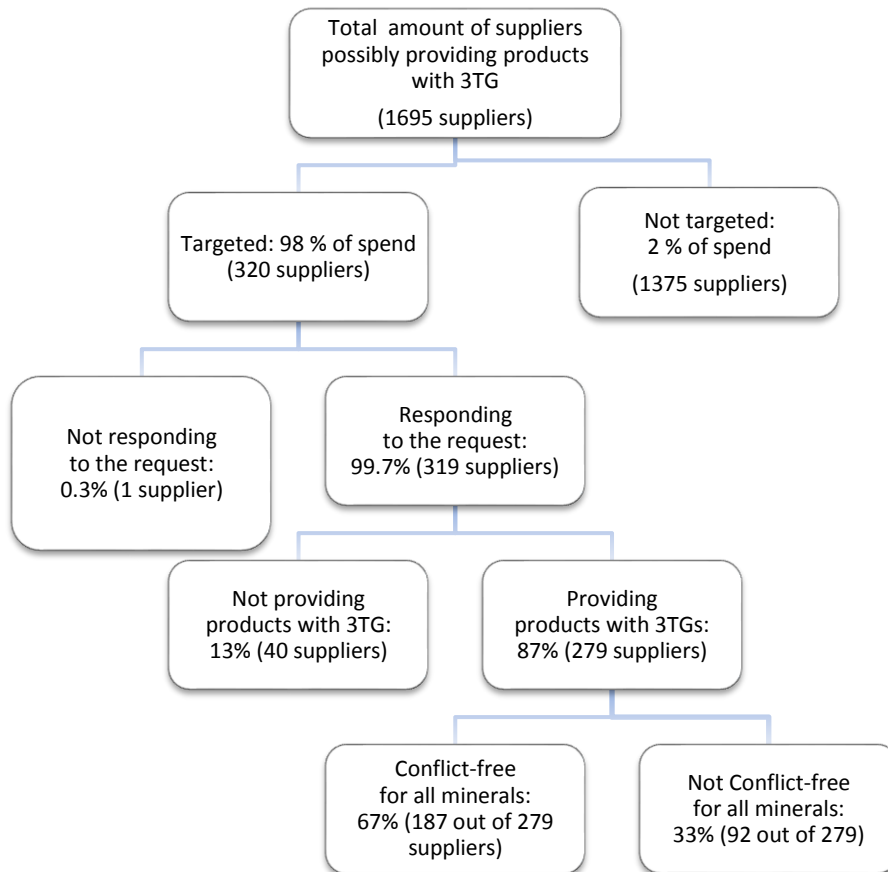 Total amount of suppliers
possibly providing products
with 3TG
(1695 suppliers)
Targeted: 98 % of spend
(320 suppliers)
Not targeted:
2 % of spend
(1375 suppliers)
Not responding
to the request:
0.3% (1 supplier)
Responding
to the request:
99.7% (319 suppliers)
Not providing
products with 3TG:
13% (40 suppliers)
Providing
products with 3TGs:
87% (279 suppliers)
Conflict-free
for all minerals:
67% (187 out of 279
suppliers)
Not Conflict-free
for all minerals:
33% (92 out of 279)